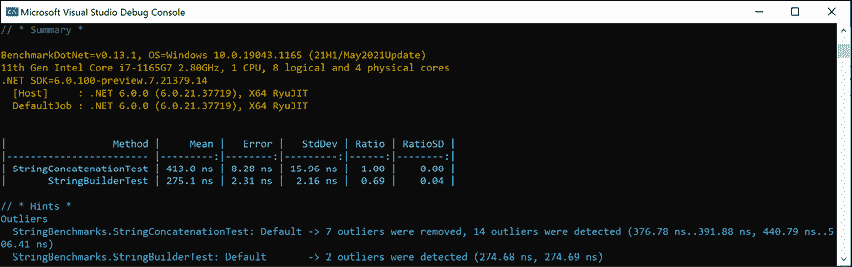 Microsoft Visual Studio Debug Console
// * Summary *
BenchmarkDotNet=v0.13.1, OS=Windows 10.0.19043.1165 (21H1/May2021Update)
11th Gen Intel Core i7-1165G7 2.80GHz, 1 CPU, 8 logical and 4 physical cores
.NET SDK=6.0.100-preview.7.21379.14
[Host]     : .NET 6.0.0 (6.0.21.37719), X64 RyuJIT
DefaultJob : .NET 6.0.0 (6.0.21.37719), X64 RyuJIT
|                  Method |     Mean |   Error |   StdDev | Ratio | RatioSD |
|------------------------ |---------:|--------:|---------:|------:|--------:|
| StringConcatenationTest | 413.0 ns | 8.28 ns | 15.96 ns |  1.00 |    0.00 |
|       StringBuilderTest | 275.1 ns | 2.31 ns |  2.16 ns |  0.69 |    0.04 |
// * Hints *
Outliers
StringBenchmarks.StringConcatenationTest: Default -> 7 outliers were removed, 14 outliers were detected (376.78 ns..391.88 ns, 440.79 ns..5
06.41 ns)
StringBenchmarks.StringBuilderTest: Default       -> 2 outliers were detected (274.68 ns, 274.69 ns)